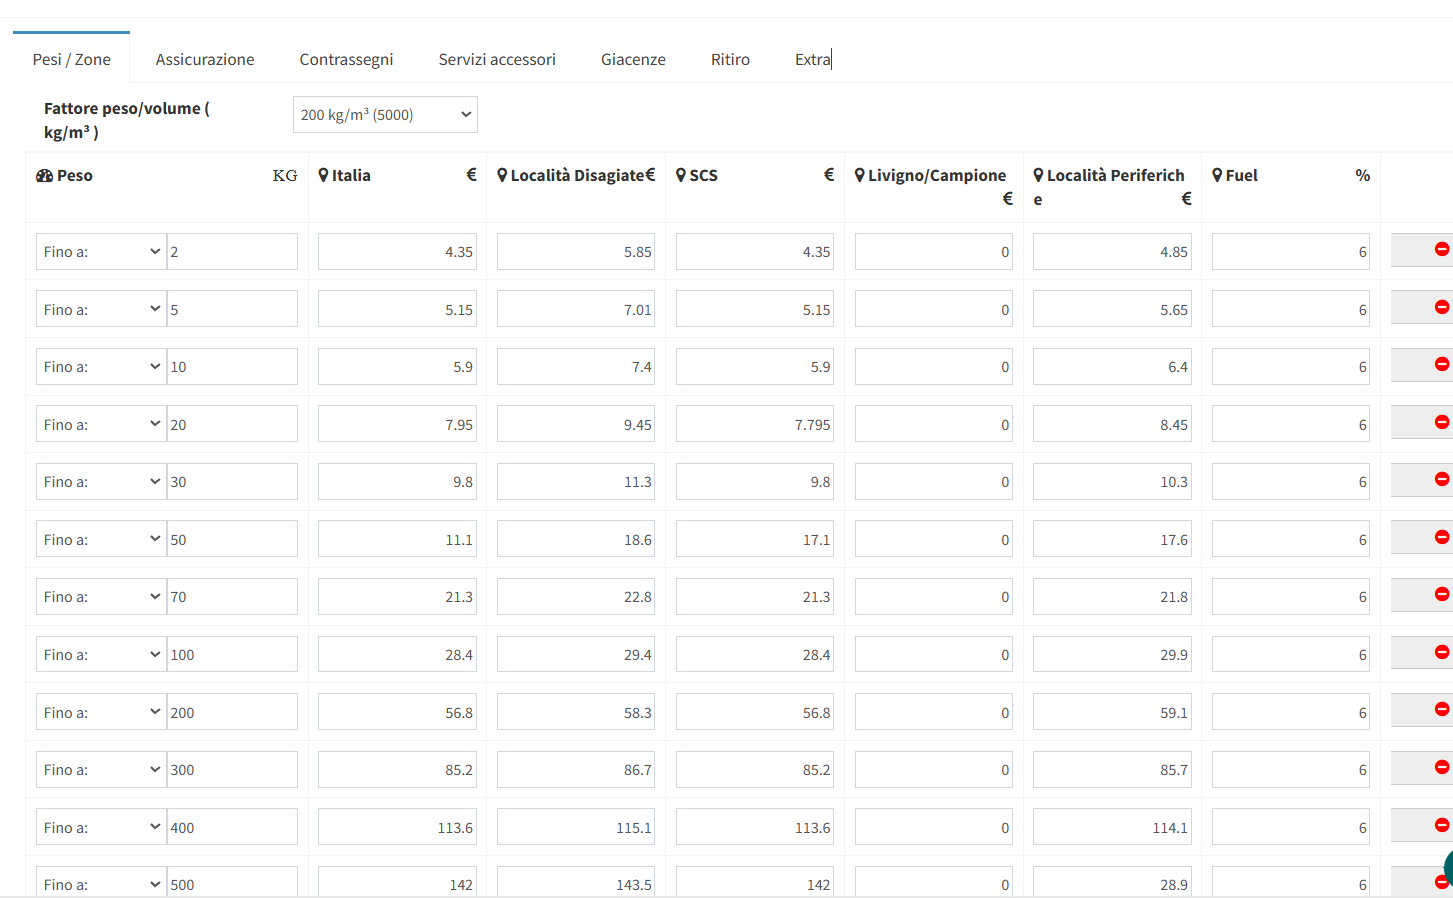 Pesi / Zone Assicurazione Contrassegni Servizi accessori Giacenze Ritiro Extra
Fattore peso/volume ( 200 kg/m³ (5000)
kg/m³ )
Peso KG Italia € Località Disagiate€ SCS € Livigno/Campione Località Periferich Fuel %
€ e €
Fino a: 2 4.35 5.85 4.35 0 4.85 6
Fino a: 5 5.15 7.01 5.15 0 5.65 6
Fino a: 10 5.9 7.4 5.9 0 6.4 6
Fino a: 20 7.95 9.45 7.795 0 8.45 6
Fino a: 30 9.8 11.3 9.8 0 10.3 6
Fino a: 50 11.1 18.6 17.1 0 17.6 6
Fino a: 70 21.3 22.8 21.3 0 21.8 6
Fino a: 100 28.4 29.4 28.4 0 29.9 6
Fino a: 200 56.8 58.3 56.8 0 59.1 6
Fino a: 300 85.2 86.7 85.2 0 85.7 6
Fino a: 400 113.6 115.1 113.6 0 114.1 6
Fino a: 500 142 143.5 142 0 28.9 6